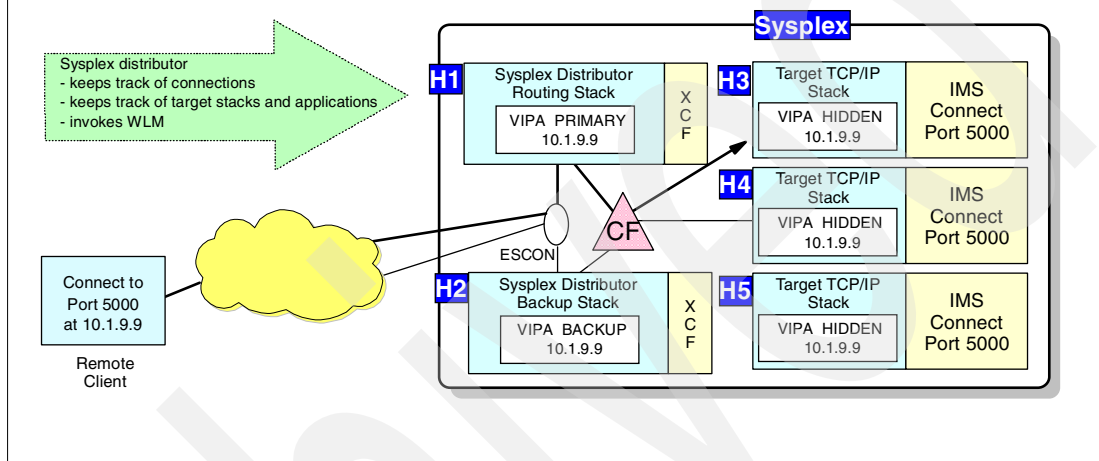 Sysplex
Sysplex distributor
- keeps track of connections
- keeps track of target stacks and applications
- invokes WLM
H1
Sysplex Distributor
Routing Stack
VIPA PRIMARY
10.1.9.9
X
C
F
H3
Target TCP/IP
Stack
VIPA HIDDEN
10.1.9.9
IMS
Connect
Port 5000
H4
Target TCP/IP
Stack
VIPA HIDDEN
10.1.9.9
IMS
Connect
Port 5000
CF
ESCON
Connect to
Port 5000
at 10.1.9.9
Remote
Client
H2
Sysplex Distributor
Backup Stack
VIPA BACKUP
10.1.9.9
X
C
F
H5
Target TCP/IP
Stack
VIPA HIDDEN
10.1.9.9
IMS
Connect
Port 5000